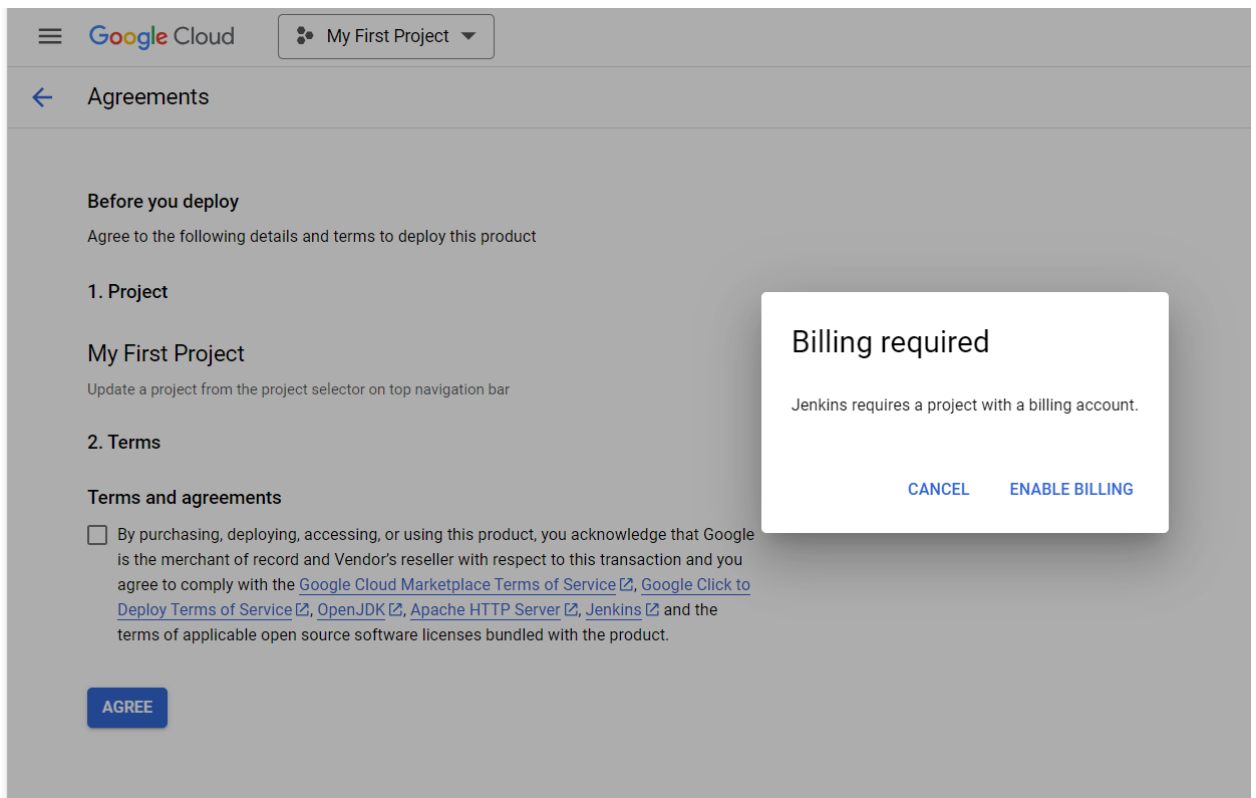 Google Cloud
My First Project
Agreements
Before you deploy
Agree to the following details and terms to deploy this product
1. Project
My First Project
Update a project from the project selector on top navigation bar
2. Terms
Terms and agreements
By purchasing, deploying, accessing, or using this product, you acknowledge that Google
is the merchant of record and Vendor's reseller with respect to this transaction and you
agree to comply with the Google Cloud Marketplace Terms of Service, Google Click to
Deploy Terms of Service, OpenJDK, Apache HTTP Server, Jenkins and the
terms of applicable open source software licenses bundled with the product.
AGREE
Billing required
Jenkins requires a project with a billing account.
CANCEL ENABLE BILLING